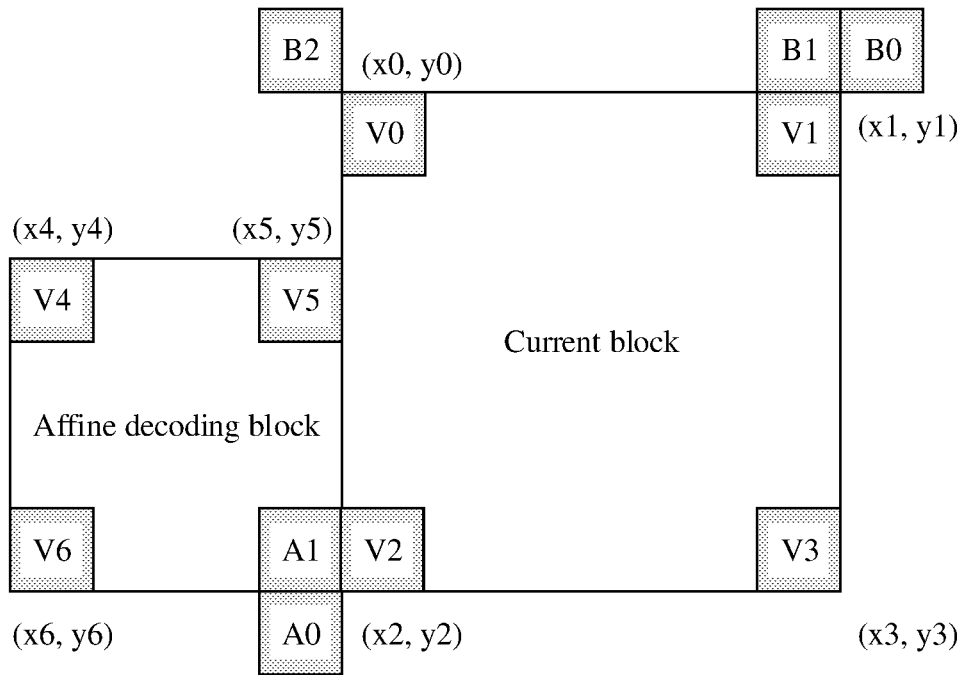 B2
(x0, y0)
B1
B0
V0
V1
(x1, y1)
(x4, y4)
(x5, y5)
V4
V5
Current block
Affine decoding block
V6
A1
V2
V3
(x6, y6)
A0
(x2, y2)
(x3, y3)